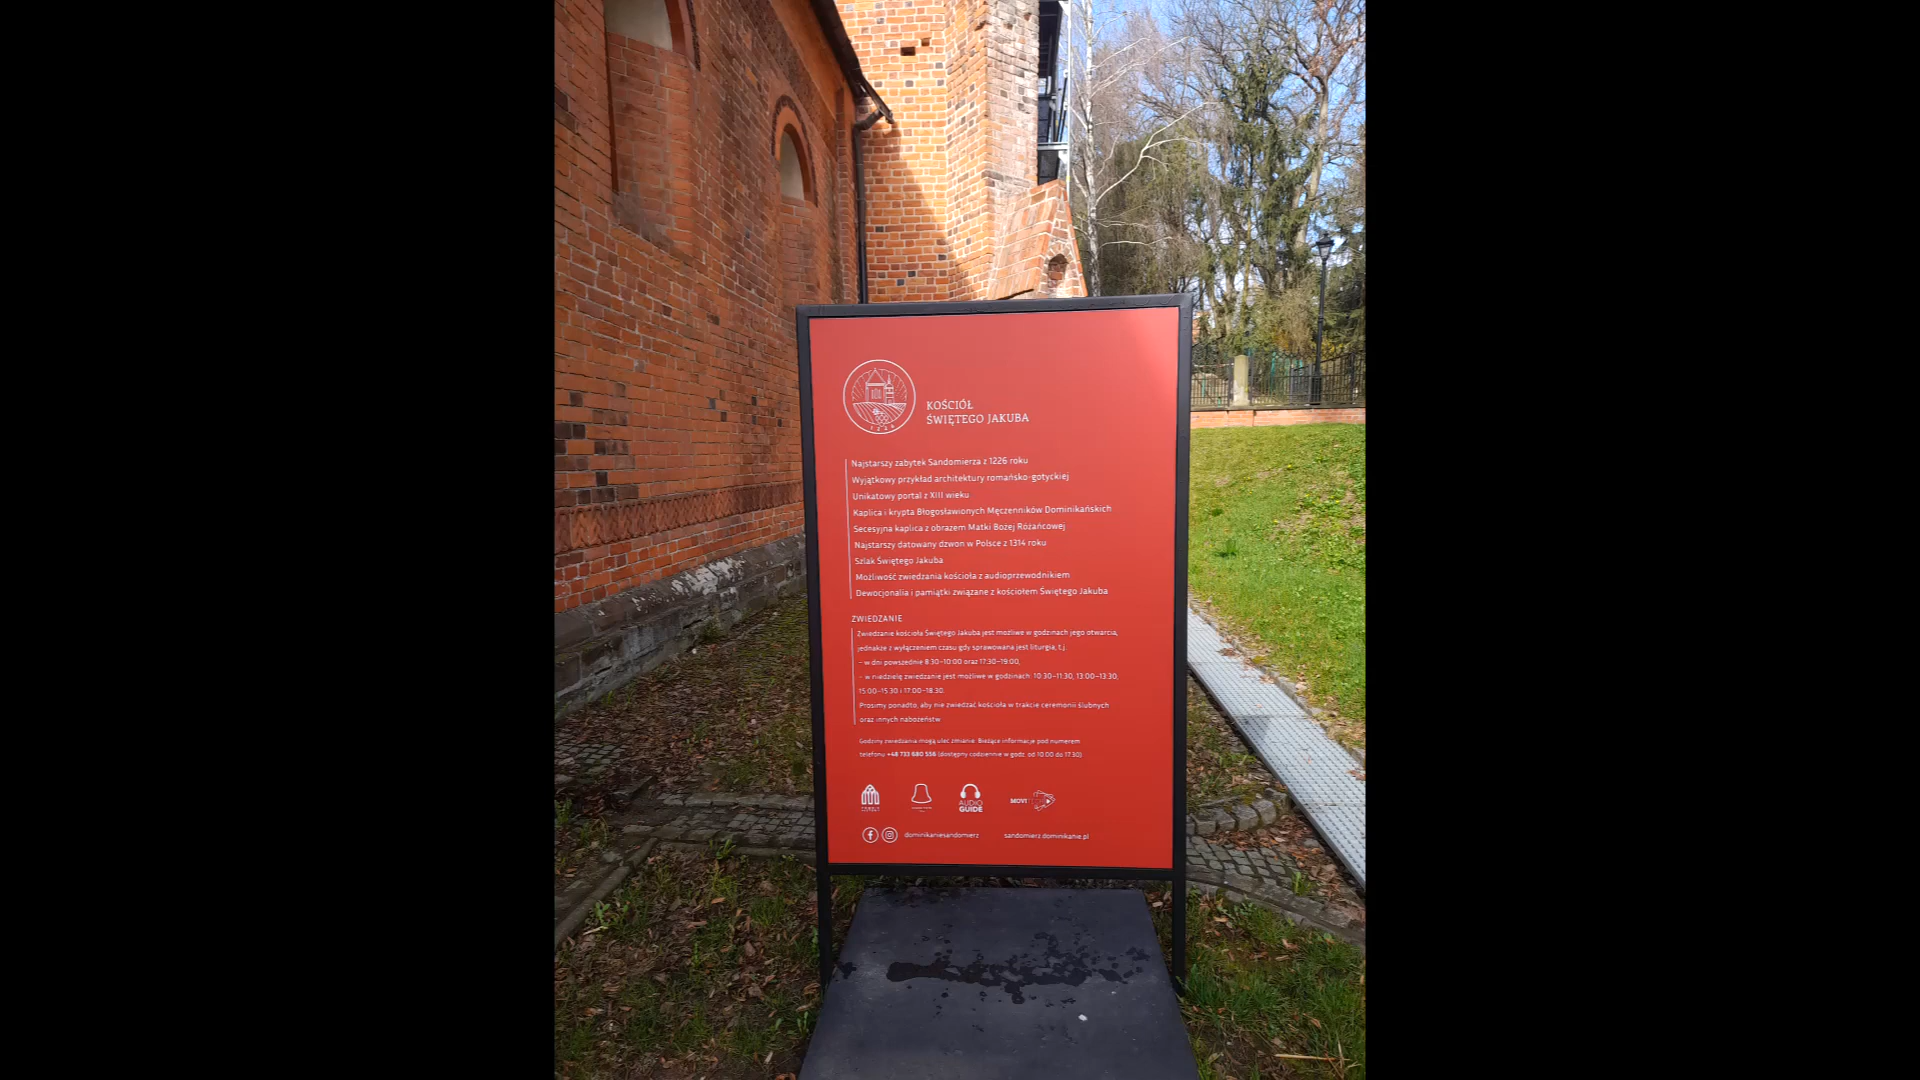 1226
KOŚCIÓŁ
ŚWIĘTEGO JAKUBA
Najstarszy zabytek Sandomierza z 1226 roku
Wyjątkowy przykład architektury romańsko-gotyckiej
Unikatowy portal z XIII wieku
Kaplica i krypta Błogosławionych Męczenników Dominikańskich
Secesyjna kaplica z obrazem Matki Bożej Różańcowej
Najstarszy datowany dzwon w Polsce z 1314 roku
Szlak Świętego Jakuba
Możliwość zwiedzania kościoła z audioprzewodnikiem
Dewocjonalia i pamiątki związane z kościołem Świętego Jakuba
ZWIEDZANIE
Zwiedzanie kościoła Świętego Jakuba jest możliwe w godzinach jego otwarcia,
jednakże z wyłączeniem czasu gdy sprawowana jest liturgia, t.j.
– w dni powszednie 8:30–10:00 oraz 17:30–19:00,
– w niedzielę zwiedzanie jest możliwe w godzinach: 10:30–11:30, 13:00–13:30,
15:00–15:30 i 17:00–18:30.
Prosimy ponadto, aby nie zwiedzać kościoła w trakcie ceremonii ślubnych
oraz innych nabożeństw.
Godziny zwiedzania mogą ulec zmianie. Bieżące informacje pod numerem
telefonu +48 733 680 556 (dostępny codziennie w godz. od 10:00 do 17:30)
AUDIO
GUIDE
MOVI
dominikaniesandomierz
sandomierz.dominikanie.pl